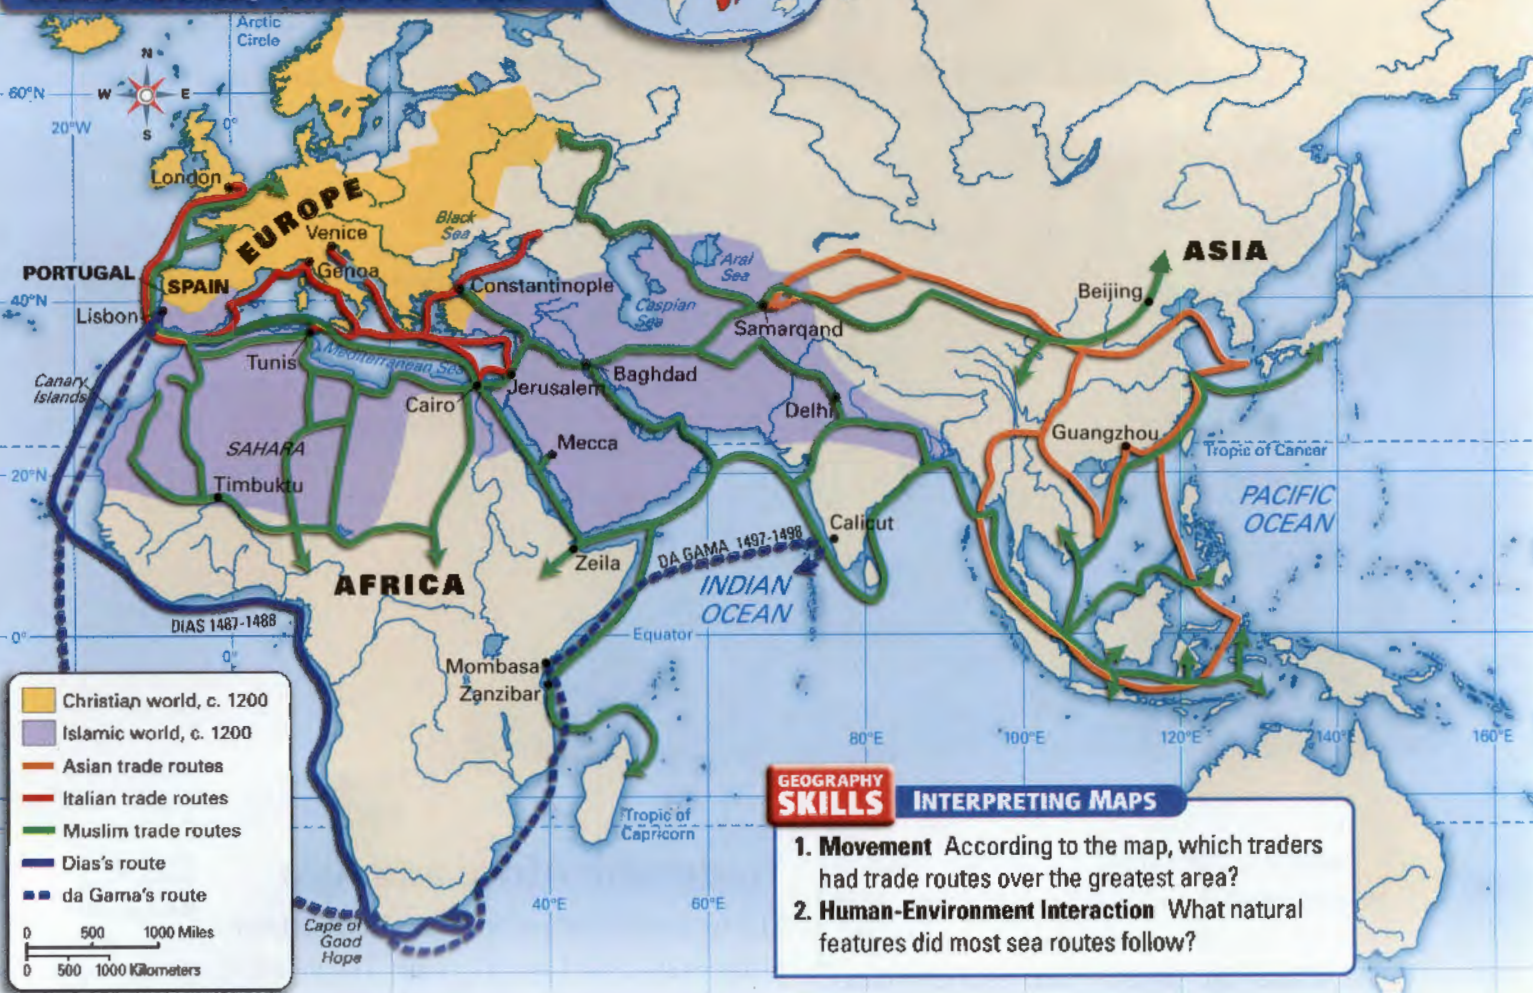 Arctic
Circle
N
W E
S
60°N
20°W
0°
London
EUROPE
Venice
Genoa
Black
Sea
PORTUGAL
SPAIN
40°N
Lisbon
Constantinople
Caspian
Sea
Aral
Sea
Samarqand
ASIA
Beijing
Tunis
Mediterranean Sea
Jerusalem
Baghdad
Cairo
Canary
Islands
Delhi
Mecca
SAHARA
Guangzhou
Tropic of Cancer
20°N
Timbuktu
PACIFIC
OCEAN
Calicut
Zeila
DA GAMA 1497-1498
AFRICA
INDIAN
OCEAN
DIAS 1487-1488
0°
Equator
0°
Mombasa
Zanzibar
80°E
100°E
120°E
140°E
160°E
Tropic of
Capricorn
40°E
60°E
Cape of
Good
Hope
Christian world, c. 1200
Islamic world, c. 1200
Asian trade routes
Italian trade routes
Muslim trade routes
Dias's route
da Gama's route
0 500 1000 Miles
0 500 1000 Kilometers
GEOGRAPHY
SKILLS
INTERPRETING MAPS
1. Movement According to the map, which traders
had trade routes over the greatest area?
2. Human-Environment Interaction What natural
features did most sea routes follow?